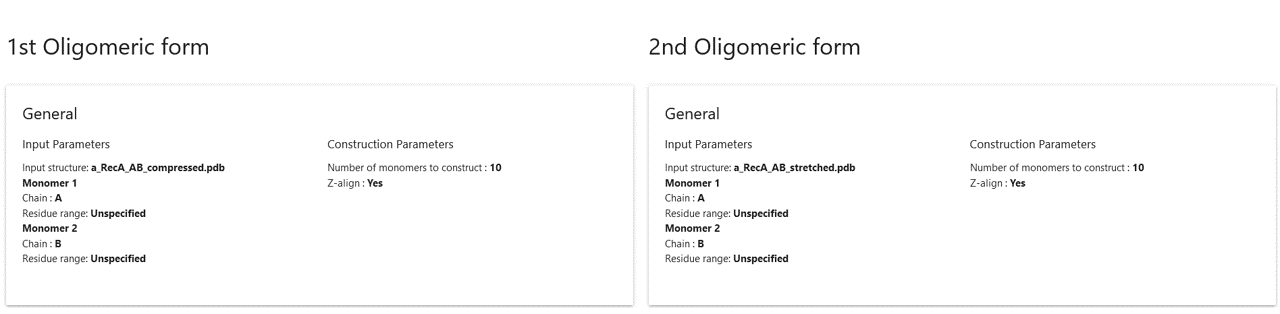 1st Oligomeric form
General
Input Parameters
Input structure: a_RecA_AB_compressed.pdb
Monomer 1
Chain : A
Residue range: Unspecified
Monomer 2
Chain : B
Residue range: Unspecified
Construction Parameters
Number of monomers to construct : 10
Z-align : Yes
2nd Oligomeric form
General
Input Parameters
Input structure: a_RecA_AB_stretched.pdb
Monomer 1
Chain : A
Residue range: Unspecified
Monomer 2
Chain : B
Residue range: Unspecified
Construction Parameters
Number of monomers to construct : 10
Z-align : Yes